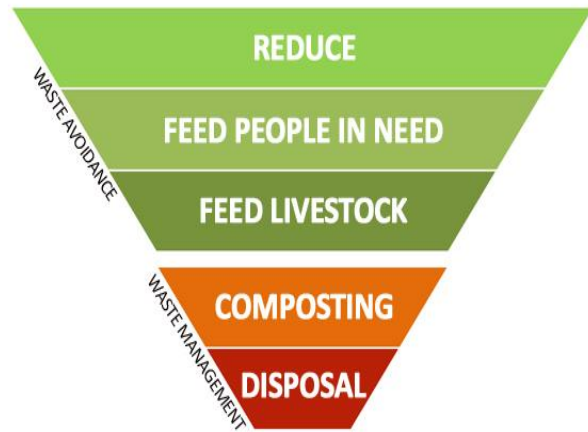 REDUCE
FEED PEOPLE IN NEED
FEED LIVESTOCK
WASTE AVOIDANCE
COMPOSTING
DISPOSAL
WASTE MANAGEMENT